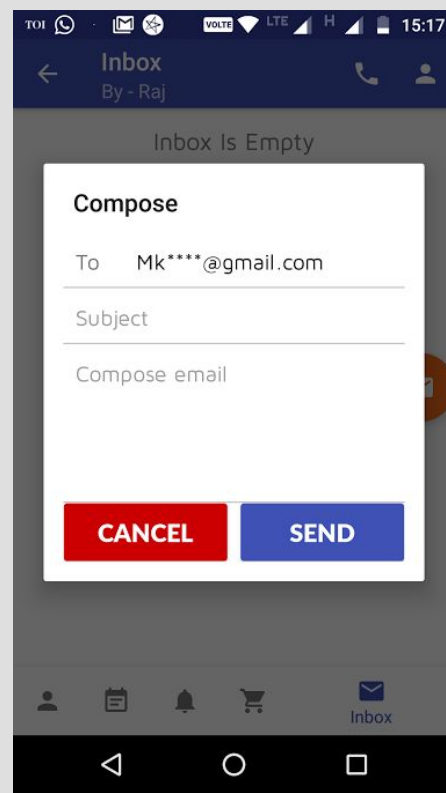 TOI VOLTE LTE H 15:17
Inbox
By - Raj
Inbox Is Empty
Compose
To Mk****@gmail.com
Subject
Compose email
CANCEL SEND
Inbox